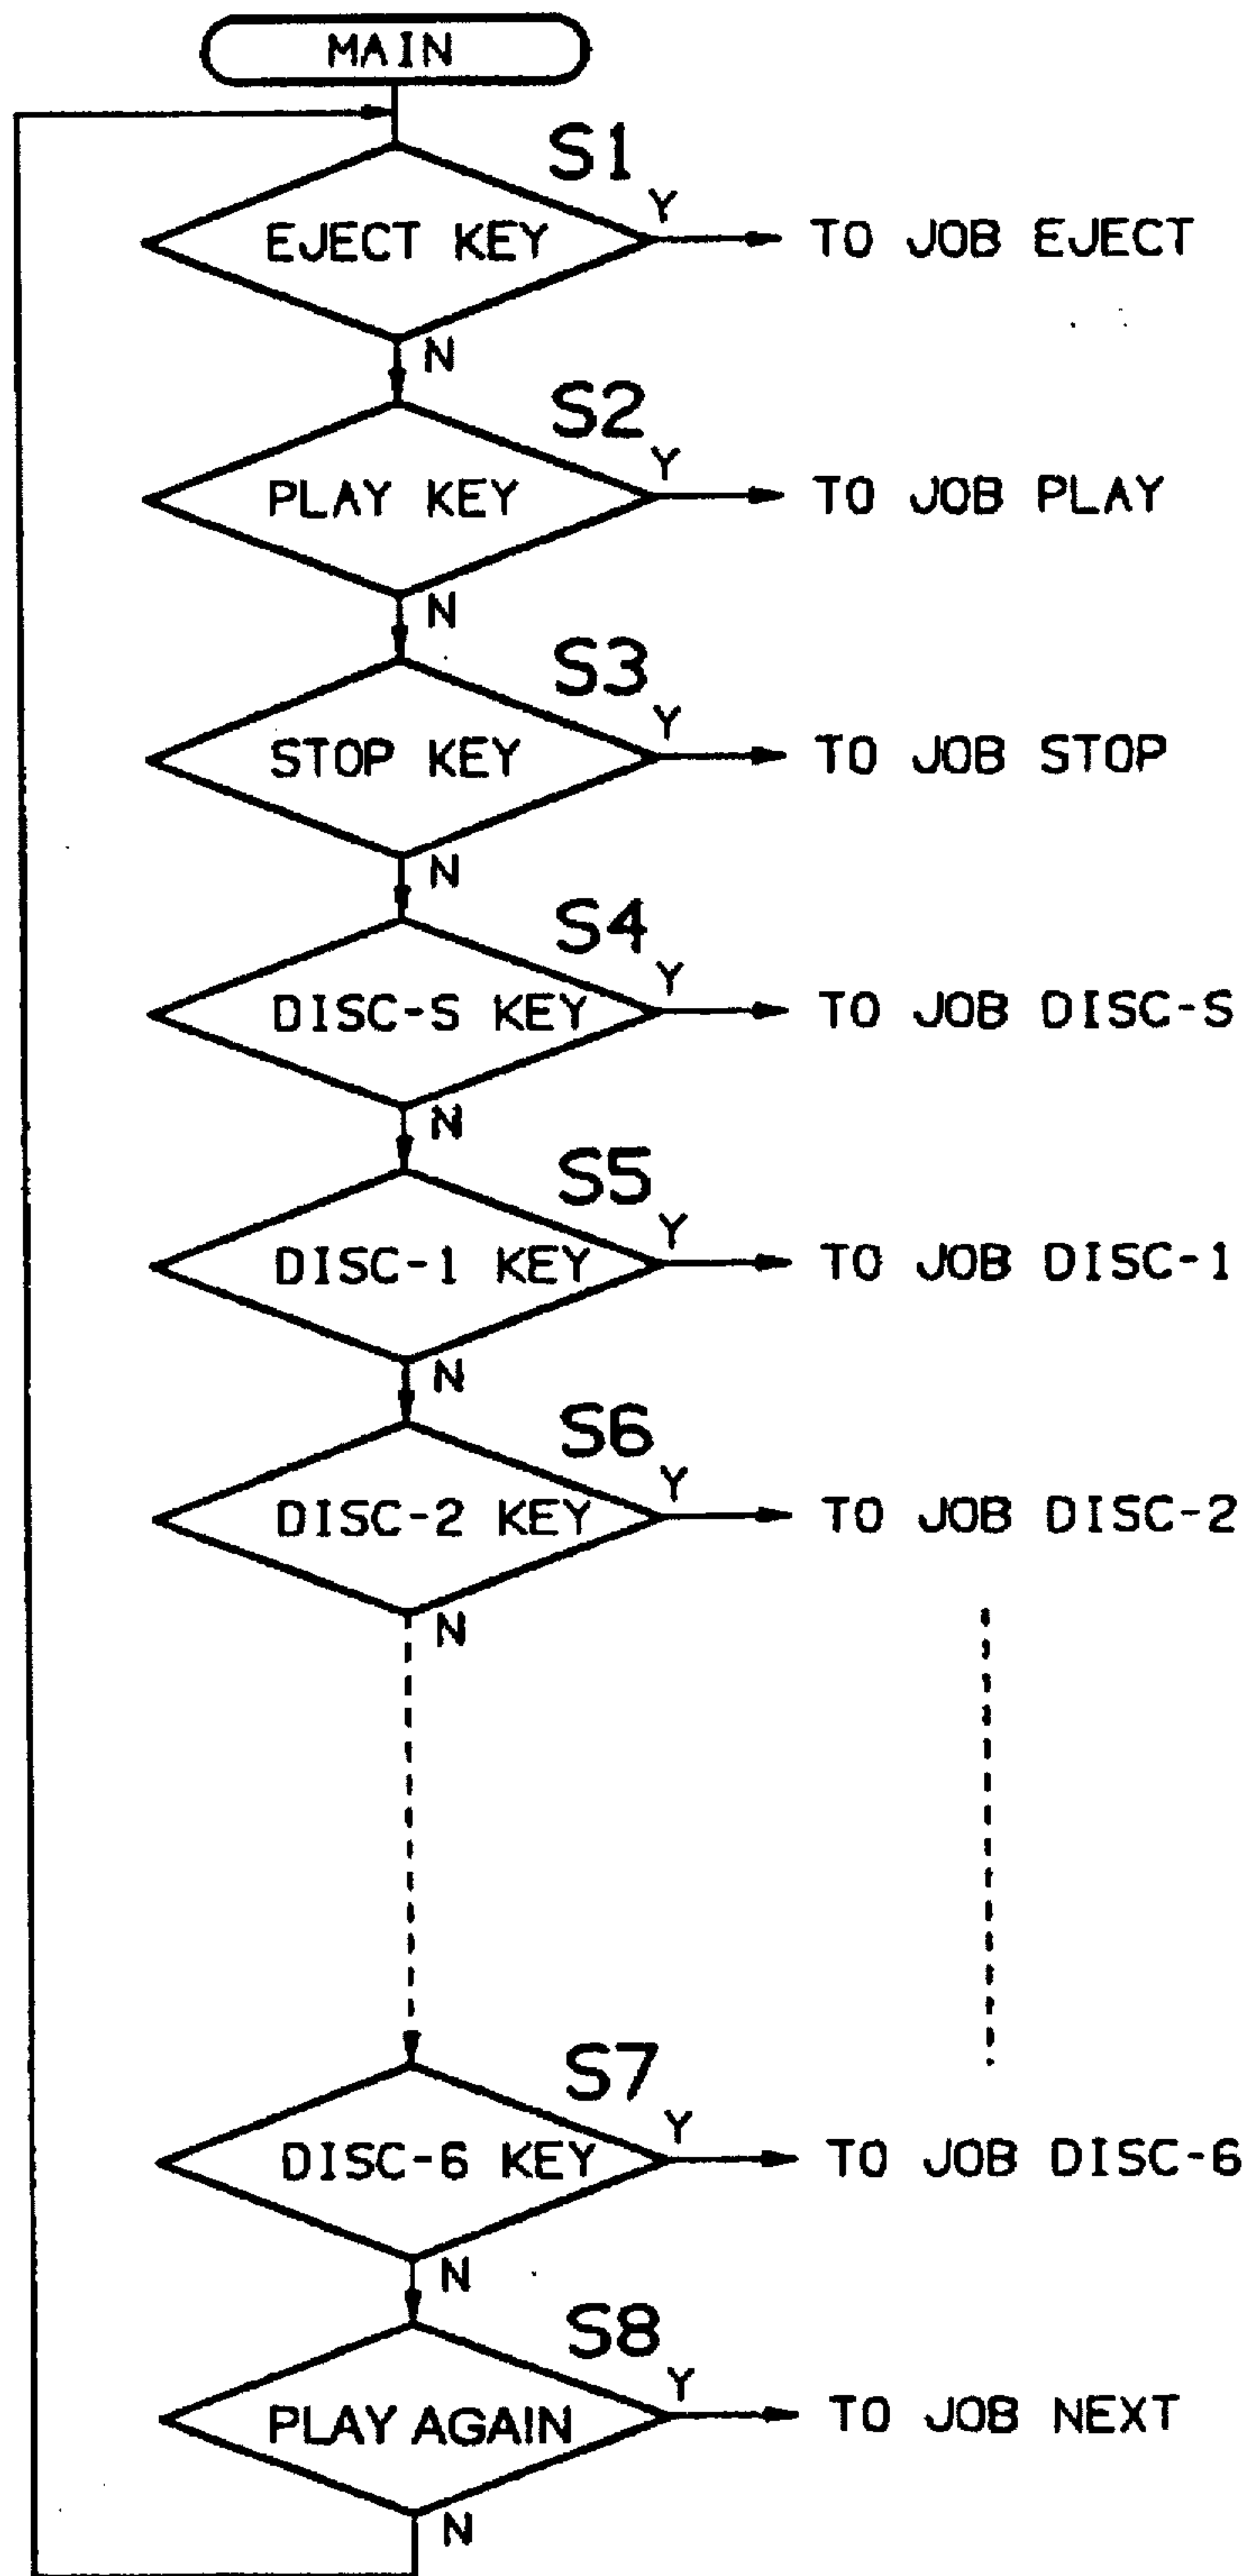 MAIN
S1
EJECT KEY
Y
TO JOB EJECT
N
S2
PLAY KEY
Y
TO JOB PLAY
N
S3
STOP KEY
Y
TO JOB STOP
N
S4
DISC-S KEY
Y
TO JOB DISC-S
N
S5
DISC-1 KEY
Y
TO JOB DISC-1
N
S6
DISC-2 KEY
Y
TO JOB DISC-2
N
S7
DISC-6 KEY
Y
TO JOB DISC-6
N
S8
PLAY AGAIN
Y
TO JOB NEXT
N